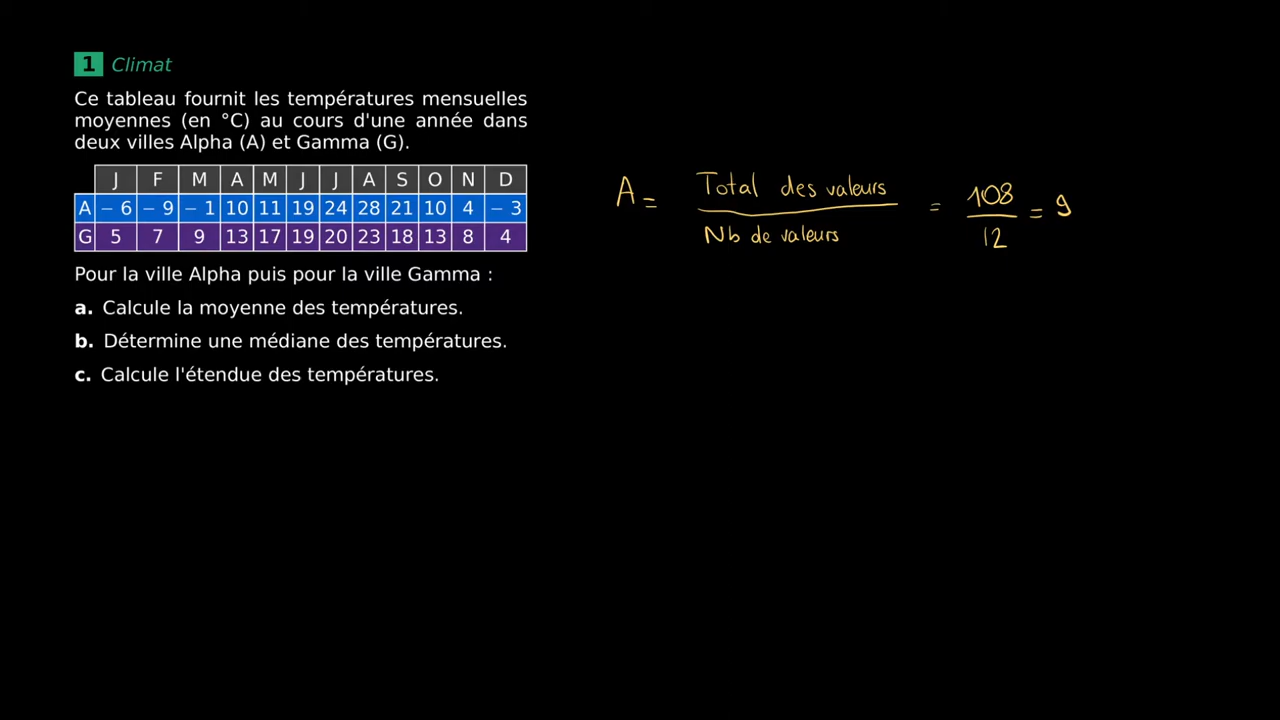 1 Climat
Ce tableau fournit les températures mensuelles
moyennes (en °C) au cours d'une année dans
deux villes Alpha (A) et Gamma (G).
J F M A M J J A S O N D
A − 6 − 9 − 1 10 11 19 24 28 21 10 4 − 3
G 5 7 9 13 17 19 20 23 18 13 8 4
Pour la ville Alpha puis pour la ville Gamma :
a. Calcule la moyenne des températures.
b. Détermine une médiane des températures.
c. Calcule l'étendue des températures.
A = Total des valeurs / Nb de valeurs = 108 / 12 = 9